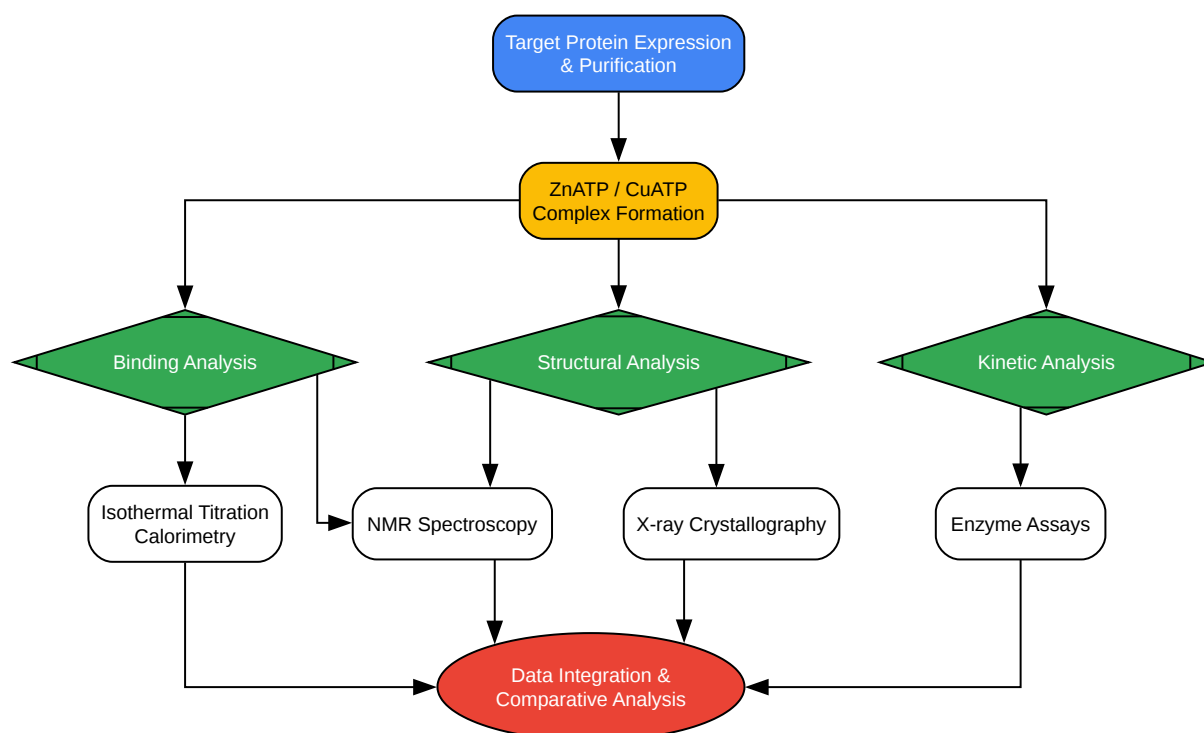 Target Protein Expression
& Purification
ZnATP / CuATP
Complex Formation
Binding Analysis
Structural Analysis
Kinetic Analysis
Isothermal Titration
Calorimetry
NMR Spectroscopy
X-ray Crystallography
Enzyme Assays
Data Integration &
Comparative Analysis